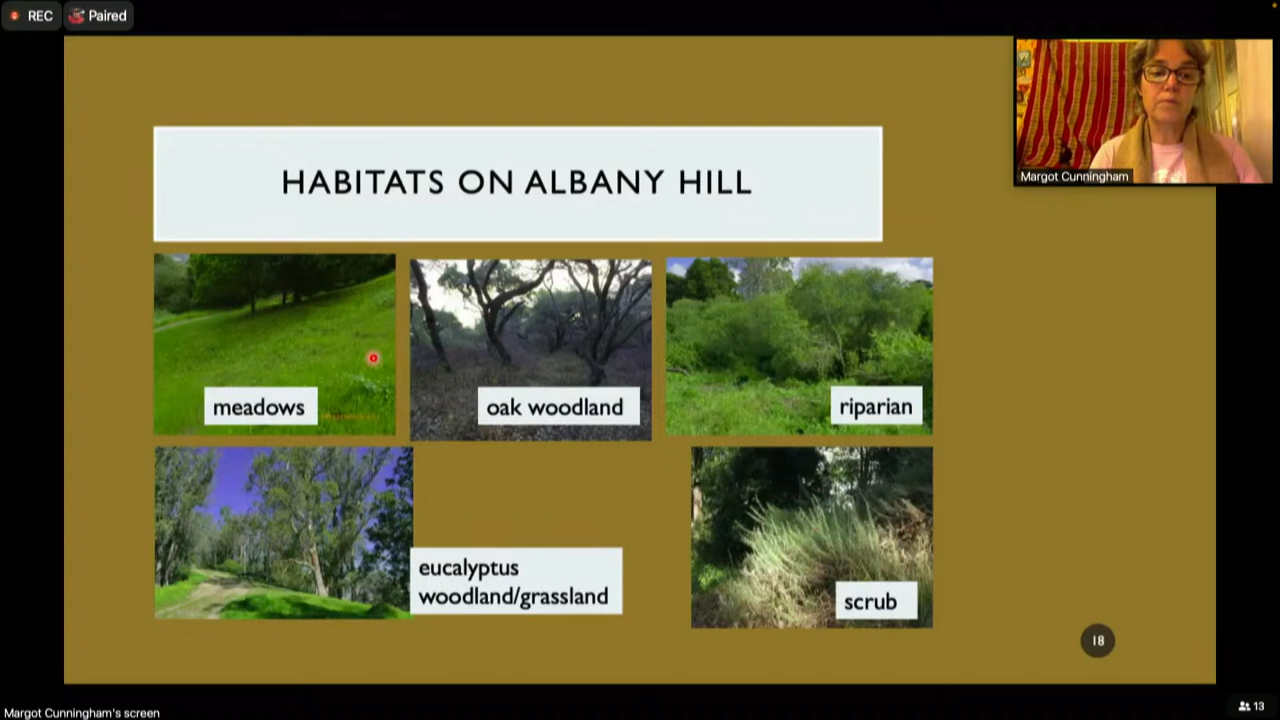 REC
Paired
Margot Cunningham
HABITATS ON ALBANY HILL
meadows
oak woodland
riparian
eucalyptus
woodland/grassland
scrub
18
Margot Cunningham's screen
13